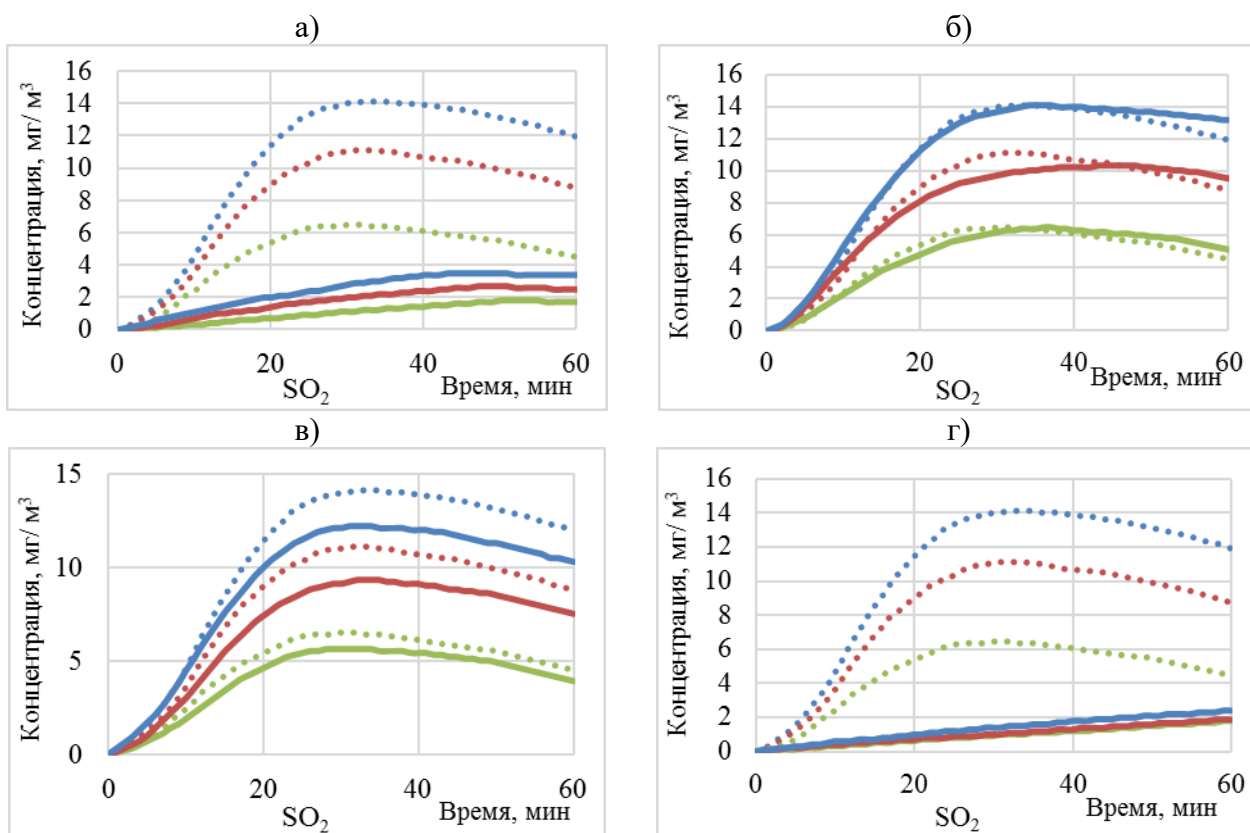 а)
Концентрация, мг/ м³
16
14
12
10
8
6
4
2
0
0 20 40 60
SO₂
Время, мин
б)
Концентрация, мг/ м³
16
14
12
10
8
6
4
2
0
0 20 40 60
SO₂
Время, мин
в)
Концентрация, мг/ м³
15
10
5
0
0 20 40 60
SO₂
Время, мин
г)
Концентрация, мг/ м³
16
14
12
10
8
6
4
2
0
0 20 40 60
SO₂
Время, мин